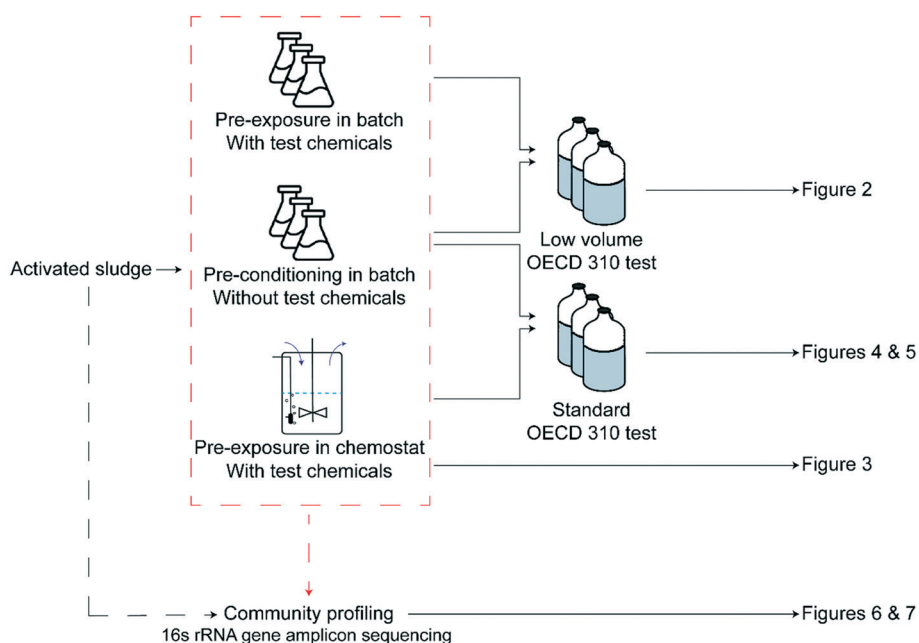 Pre-exposure in batch
With test chemicals
Figure 2
Low volume
OECD 310 test
Activated sludge
Pre-conditioning in batch
Without test chemicals
Figures 4 & 5
Standard
OECD 310 test
Pre-exposure in chemostat
With test chemicals
Figure 3
Community profiling
16s rRNA gene amplicon sequencing
Figures 6 & 7